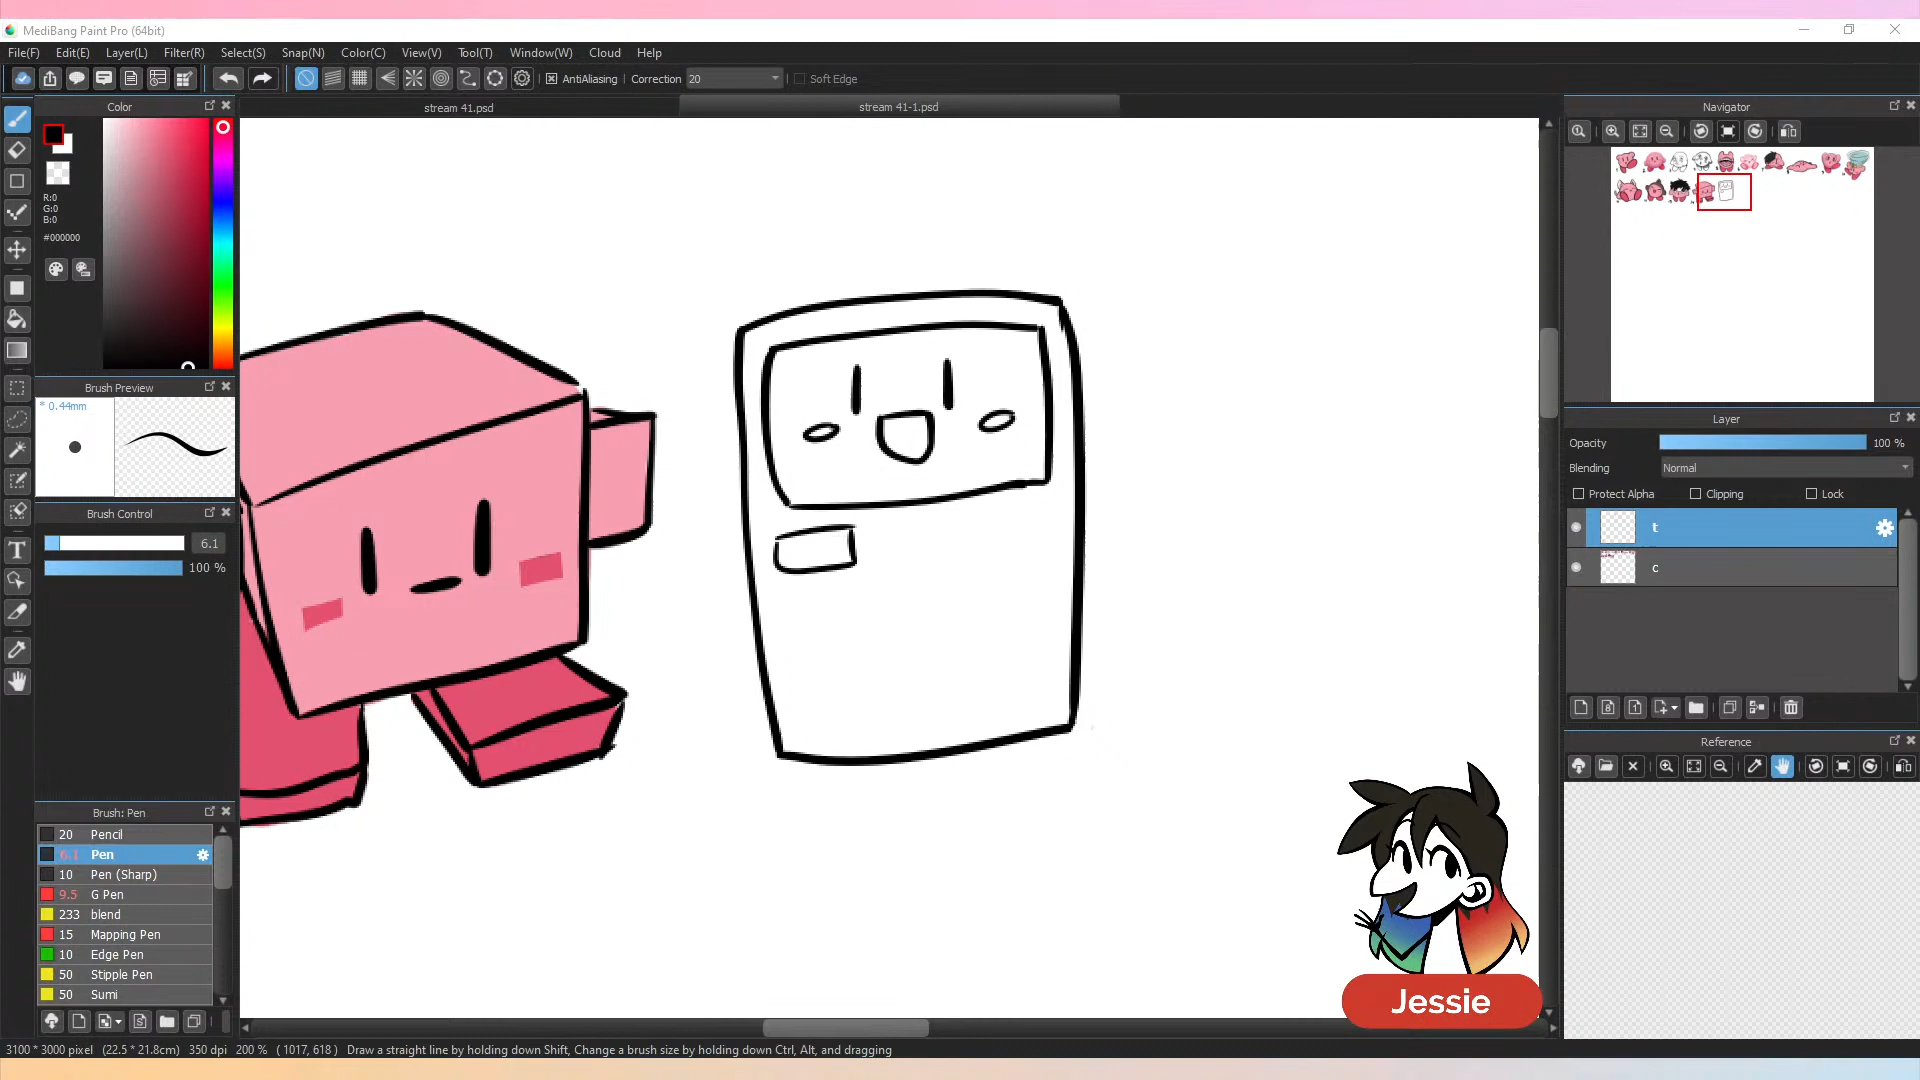 MediBang Paint Pro (64bit)
File(F) Edit(E) Layer(L) Filter(R) Select(S) Snap(N) Color(C) View(V) Tool(T) Window(W) Cloud Help
AntiAliasing Correction 20 Soft Edge
Color
stream 41.psd
stream 41-1.psd
Navigator
R:0
G:0
B:0
#000000
Brush Preview
* 0.44mm
Brush Control
6.1
100 %
Brush: Pen
20 Pencil
6.1 Pen
10 Pen (Sharp)
9.5 G Pen
233 blend
15 Mapping Pen
10 Edge Pen
50 Stipple Pen
50 Sumi
Layer
Opacity 100 %
Blending Normal
Protect Alpha Clipping Lock
t
c
Reference
Jessie
3100 * 3000 pixel (22.5 * 21.8cm) 350 dpi 200 % ( 1017, 618 ) Draw a straight line by holding down Shift, Change a brush size by holding down Ctrl, Alt, and dragging